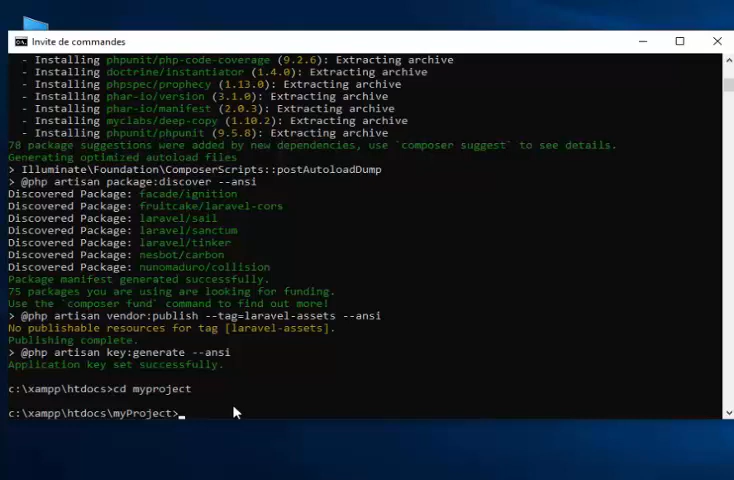 Invite de commandes
- Installing phpunit/php-code-coverage (9.2.6): Extracting archive
- Installing doctrine/instantiator (1.4.0): Extracting archive
- Installing phpspec/prophecy (1.13.0): Extracting archive
- Installing phar-io/version (3.1.0): Extracting archive
- Installing phar-io/manifest (2.0.3): Extracting archive
- Installing myclabs/deep-copy (1.10.2): Extracting archive
- Installing phpunit/phpunit (9.5.8): Extracting archive
78 package suggestions were added by new dependencies, use `composer suggest` to see details.
Generating optimized autoload files
> Illuminate\Foundation\ComposerScripts::postAutoloadDump
> @php artisan package:discover --ansi
Discovered Package: facade/ignition
Discovered Package: fruitcake/laravel-cors
Discovered Package: laravel/sail
Discovered Package: laravel/sanctum
Discovered Package: laravel/tinker
Discovered Package: nesbot/carbon
Discovered Package: nunomaduro/collision
Package manifest generated successfully.
75 packages you are using are looking for funding.
Use the `composer fund` command to find out more!
> @php artisan vendor:publish --tag=laravel-assets --ansi
No publishable resources for tag [laravel-assets].
Publishing complete.
> @php artisan key:generate --ansi
Application key set successfully.
c:\xampp\htdocs>cd myproject
c:\xampp\htdocs\myProject>